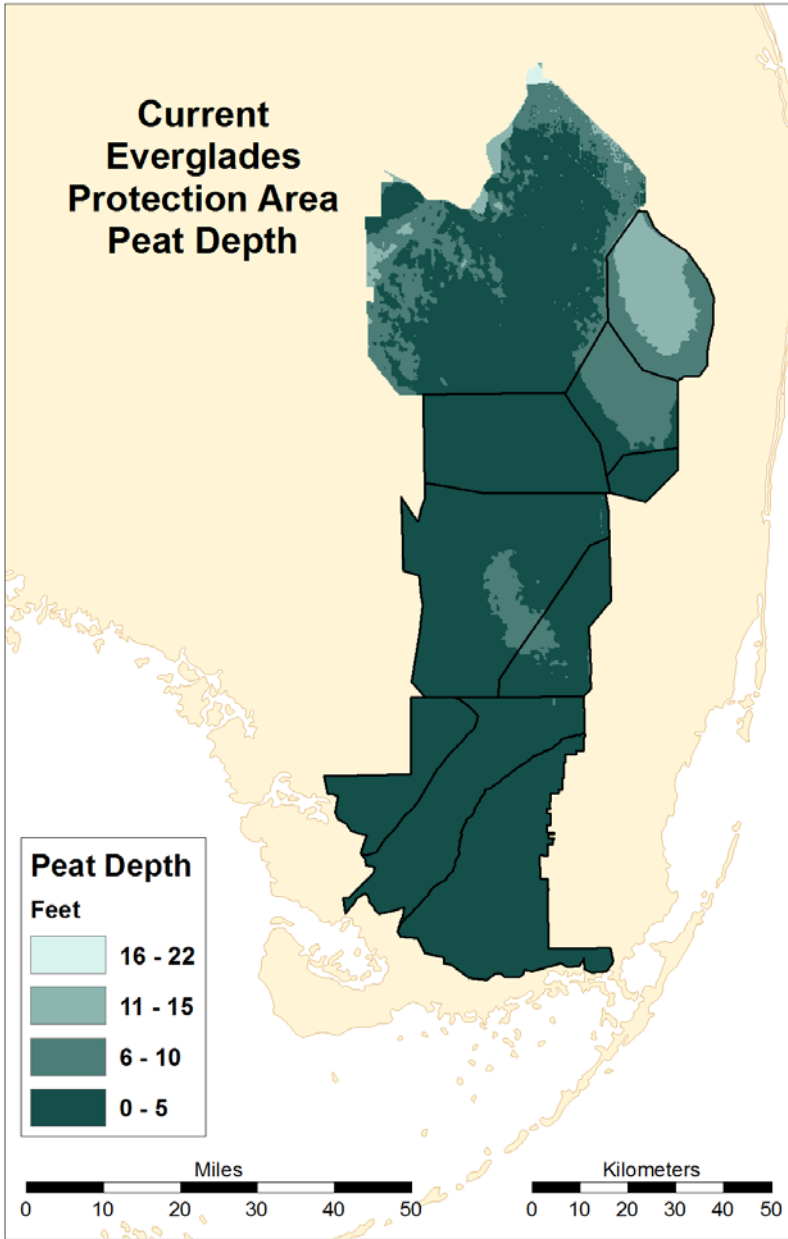 Current
Everglades
Protection Area
Peat Depth
Peat Depth
Feet
16 - 22
11 - 15
6 - 10
0 - 5
Miles
0 10 20 30 40 50
Kilometers
0 10 20 30 40 50